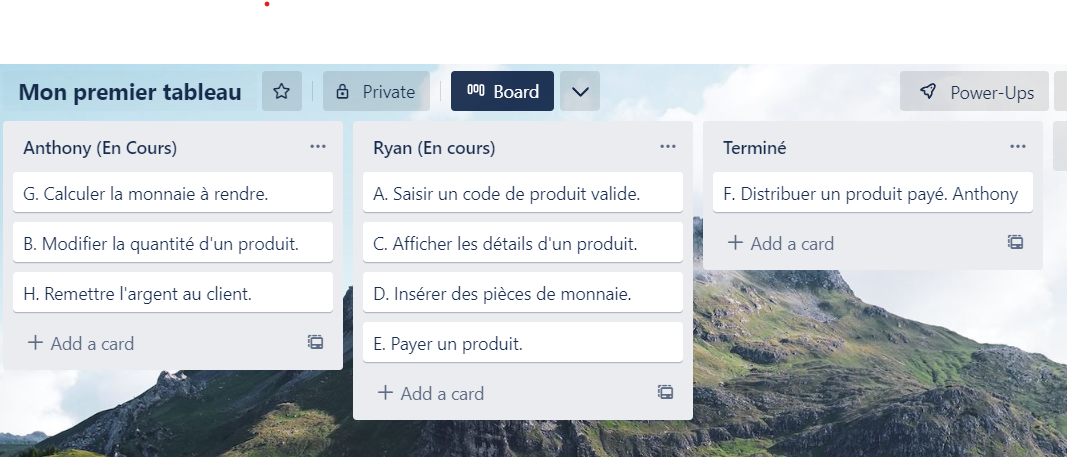 Mon premier tableau
Private
Board
Power-Ups
Anthony (En Cours)
G. Calculer la monnaie à rendre.
B. Modifier la quantité d'un produit.
H. Remettre l'argent au client.
+ Add a card
Ryan (En cours)
A. Saisir un code de produit valide.
C. Afficher les détails d'un produit.
D. Insérer des pièces de monnaie.
E. Payer un produit.
+ Add a card
Terminé
F. Distribuer un produit payé. Anthony
+ Add a card